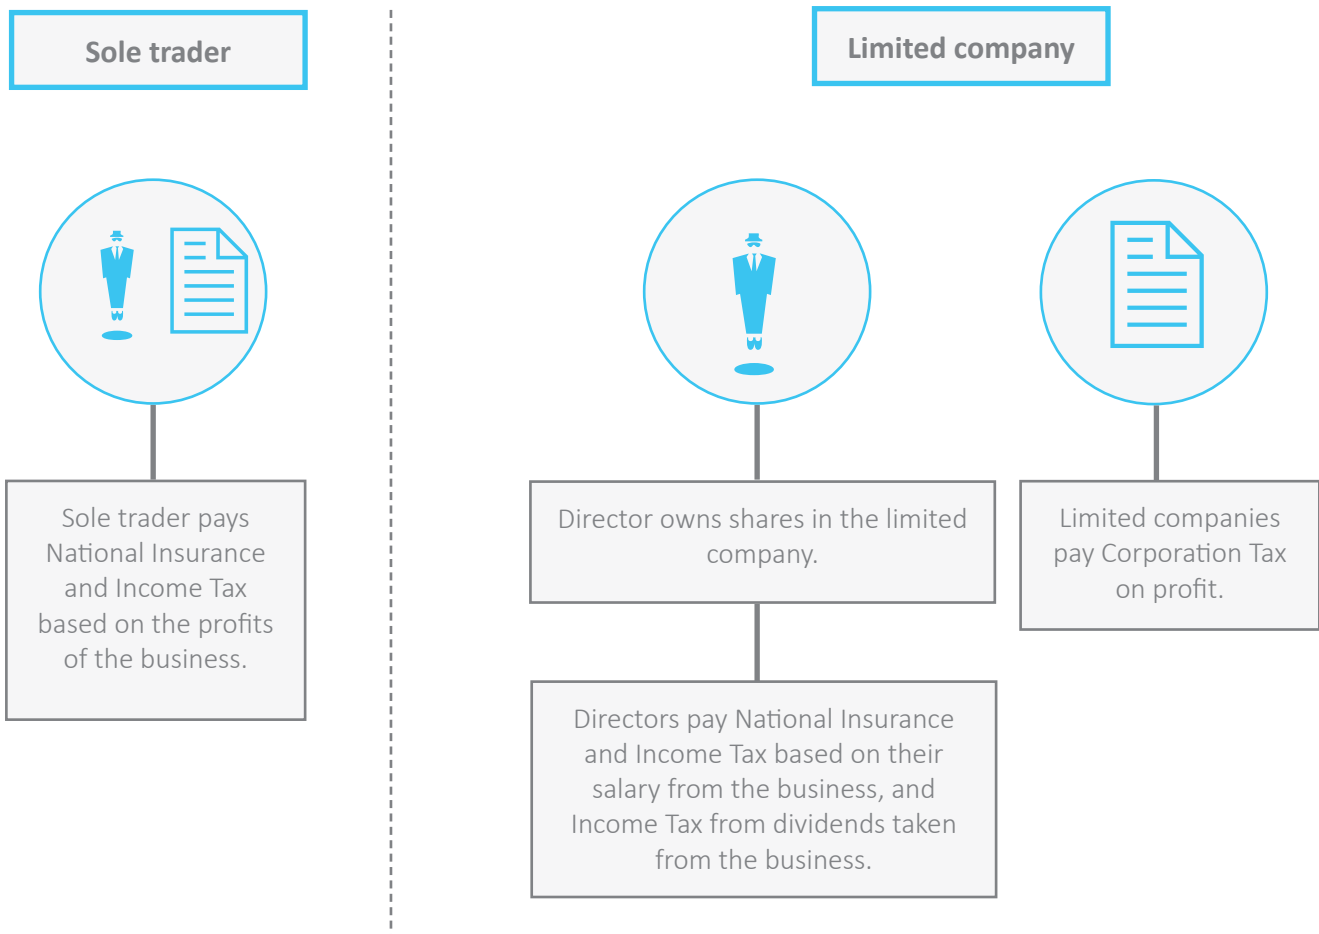 Sole trader
Limited company
Sole trader pays
National Insurance
and Income Tax
based on the profits
of the business.
Director owns shares in the limited
company.
Limited companies
pay Corporation Tax
on profit.
Directors pay National Insurance
and Income Tax based on their
salary from the business, and
Income Tax from dividends taken
from the business.